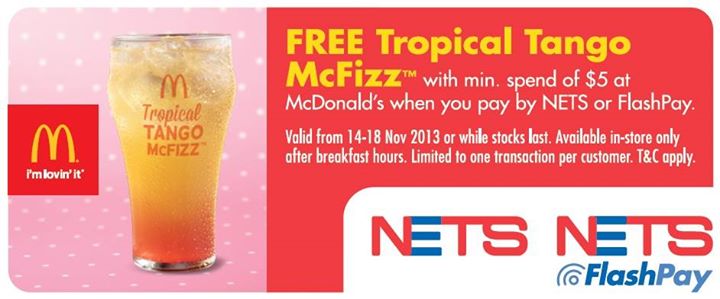 i'm lovin' it
Tropical
TANGO
McFIZZ™
FREE Tropical Tango
McFizz™ with min. spend of $5 at
McDonald's when you pay by NETS or FlashPay.
Valid from 14-18 Nov 2013 or while stocks last. Available in-store only
after breakfast hours. Limited to one transaction per customer. T&C apply.
NETS NETS
FlashPay